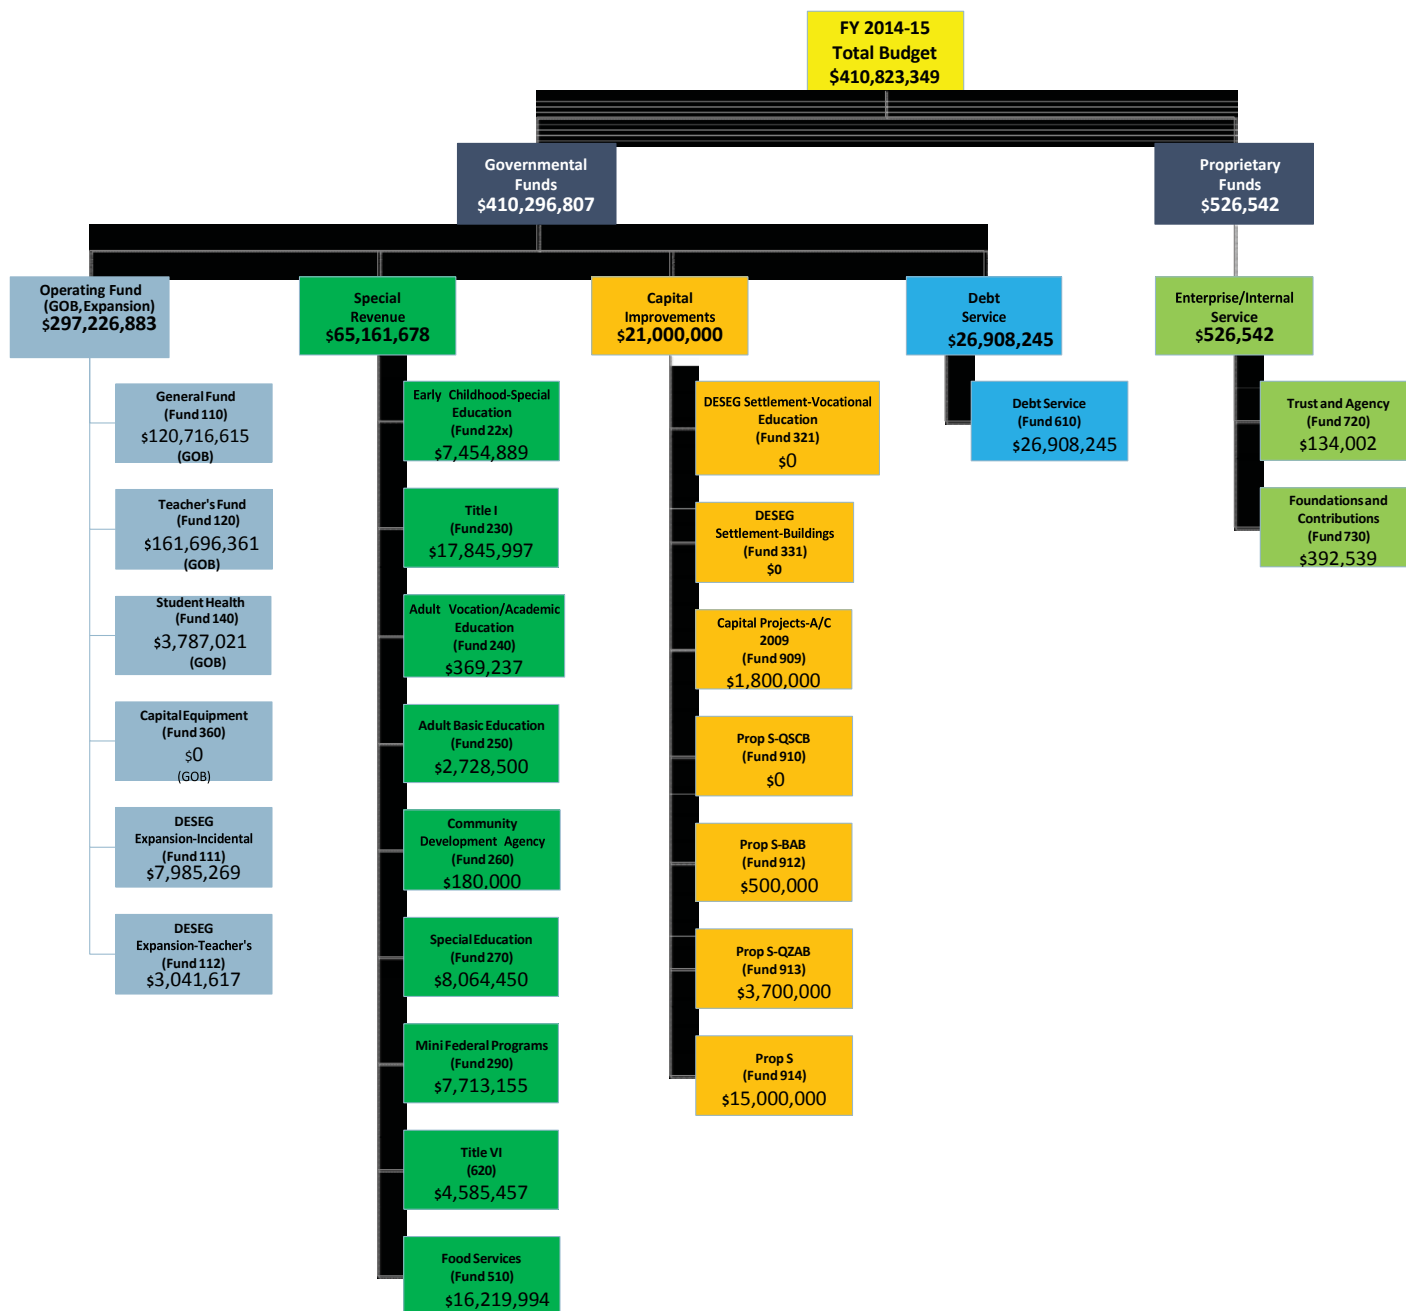 FY 2014-15
Total Budget
$410,823,349
Governmental
Funds
$410,296,807
Proprietary
Funds
$526,542
Operating Fund
(GOB,Expansion)
$297,226,883
Special
Revenue
$65,161,678
Capital
Improvements
$21,000,000
Debt
Service
$26,908,245
Enterprise/Internal
Service
$526,542
General Fund
(Fund 110)
$120,716,615
(GOB)
Teacher's Fund
(Fund 120)
$161,696,361
(GOB)
Student Health
(Fund 140)
$3,787,021
(GOB)
Capital Equipment
(Fund 360)
$0
(GOB)
DESEG
Expansion-Incidental
(Fund 111)
$7,985,269
DESEG
Expansion-Teacher's
(Fund 112)
$3,041,617
Early Childhood-Special
Education
(Fund 22x)
$7,454,889
Title I
(Fund 230)
$17,845,997
Adult Vocation/Academic
Education
(Fund 240)
$369,237
Adult Basic Education
(Fund 250)
$2,728,500
Community
Development Agency
(Fund 260)
$180,000
Special Education
(Fund 270)
$8,064,450
Mini Federal Programs
(Fund 290)
$7,713,155
Title VI
(620)
$4,585,457
Food Services
(Fund 510)
$16,219,994
DESEG Settlement-Vocational
Education
(Fund 321)
$0
DESEG
Settlement-Buildings
(Fund 331)
$0
Capital Projects-A/C
2009
(Fund 909)
$1,800,000
Prop S-QSCB
(Fund 910)
$0
Prop S-BAB
(Fund 912)
$500,000
Prop S-QZAB
(Fund 913)
$3,700,000
Prop S
(Fund 914)
$15,000,000
Debt Service
(Fund 610)
$26,908,245
Trust and Agency
(Fund 720)
$134,002
Foundations and
Contributions
(Fund 730)
$392,539